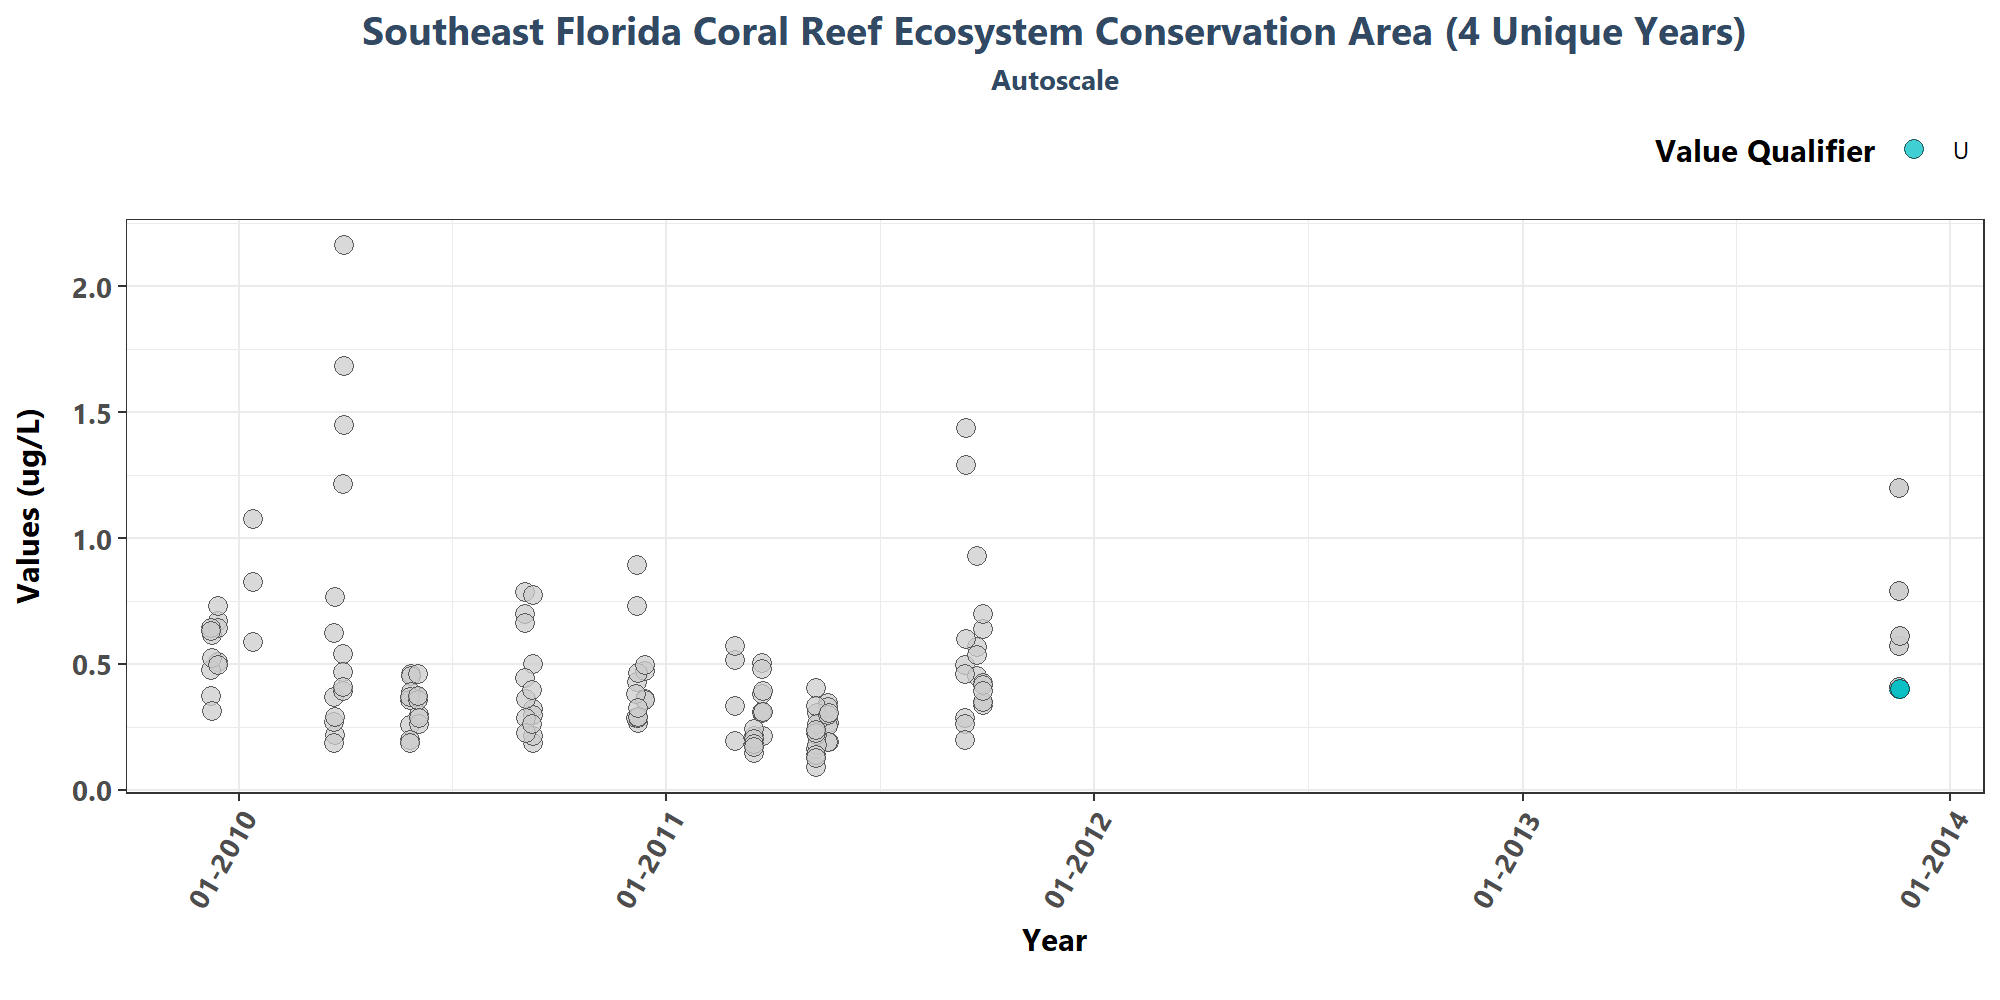 Southeast Florida Coral Reef Ecosystem Conservation Area (4 Unique Years)
Autoscale
Value Qualifier U
Values (ug/L)
2.0
1.5
1.0
0.5
0.0
01-2010 01-2011 01-2012 01-2013 01-2014
Year